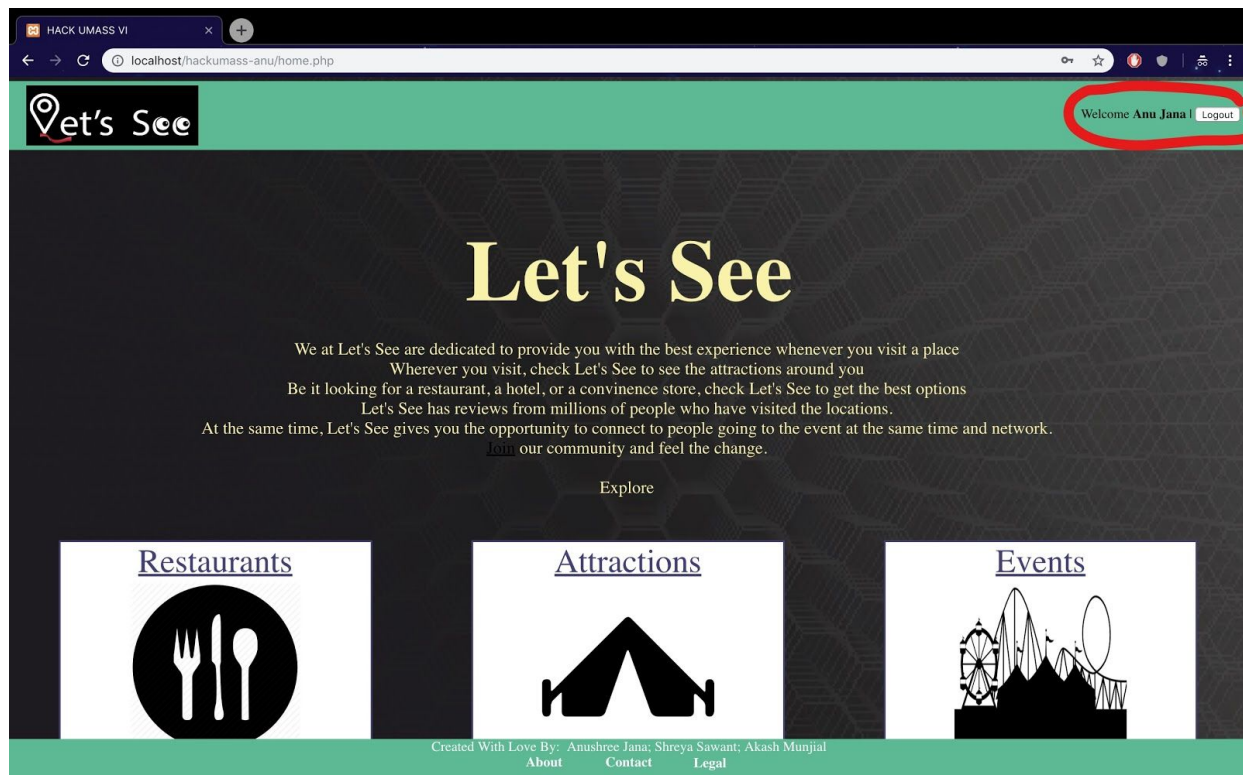 HACK UMASS VI
localhost/hackumass-anu/home.php
Let's See
Welcome Anu Jana | Logout
Let's See
We at Let's See are dedicated to provide you with the best experience whenever you visit a place
Wherever you visit, check Let's See to see the attractions around you
Be it looking for a restaurant, a hotel, or a convinence store, check Let's See to get the best options
Let's See has reviews from millions of people who have visited the locations.
At the same time, Let's See gives you the opportunity to connect to people going to the event at the same time and network.
Join our community and feel the change.
Explore
Restaurants
Attractions
Events
Created With Love By: Anushree Jana; Shreya Sawant; Akash Munjial
About Contact Legal